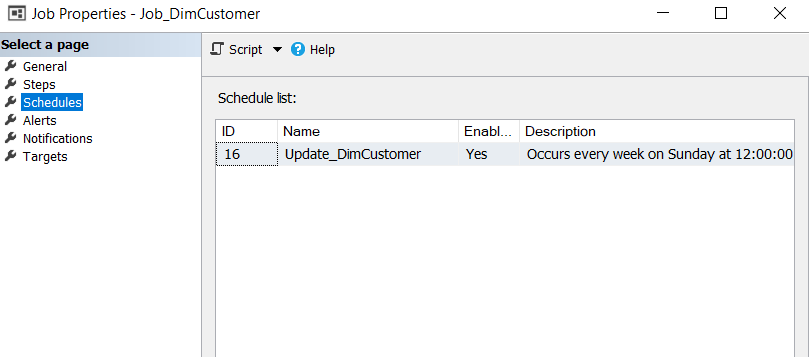 Job Properties - Job_DimCustomer
Select a page
General
Steps
Schedules
Alerts
Notifications
Targets
Script Help
Schedule list:
ID Name Enabl... Description
16 Update_DimCustomer Yes Occurs every week on Sunday at 12:00:00